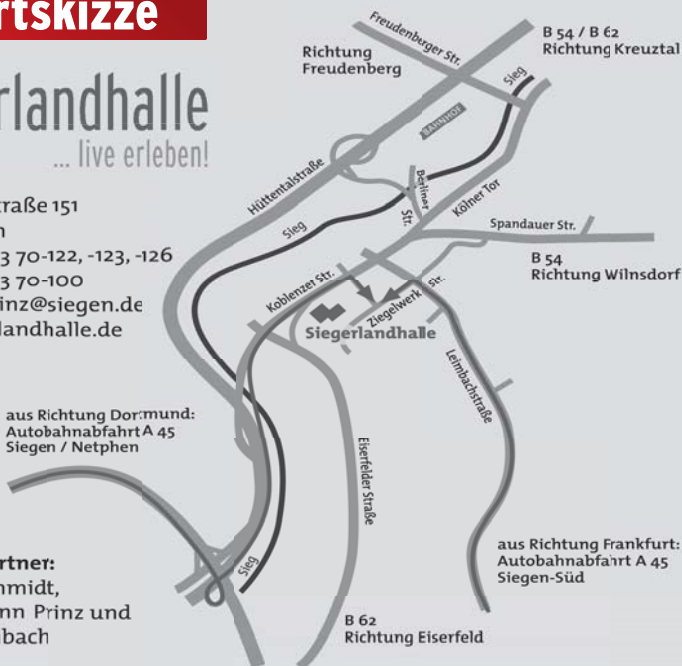 rtskizze
rlandhalle
... live erleben!
raße 151
n
3 70-122, -123, -126
3 70-100
inz@siegen.de
landhalle.de
aus Richtung Dortmund:
Autobahnabfahrt A 45
Siegen / Netphen
rtner:
hmidt,
nn Prinz und
ibach
Freudenberger Str.
Richtung
Freudenberg
B 54 / B 62
Richtung Kreuztal
Sieg
BAHNHOF
Hüttentalstraße
Berliner
Str.
Kölner Tor
Sieg
Spandauer Str.
B 54
Richtung Wilnsdorf
Koblenzer Str.
Ziegelwerk Str.
Siegerlandhalle
Leimbachstraße
Eiserfelder Straße
Sieg
aus Richtung Frankfurt:
Autobahnabfahrt A 45
Siegen-Süd
B 62
Richtung Eiserfeld